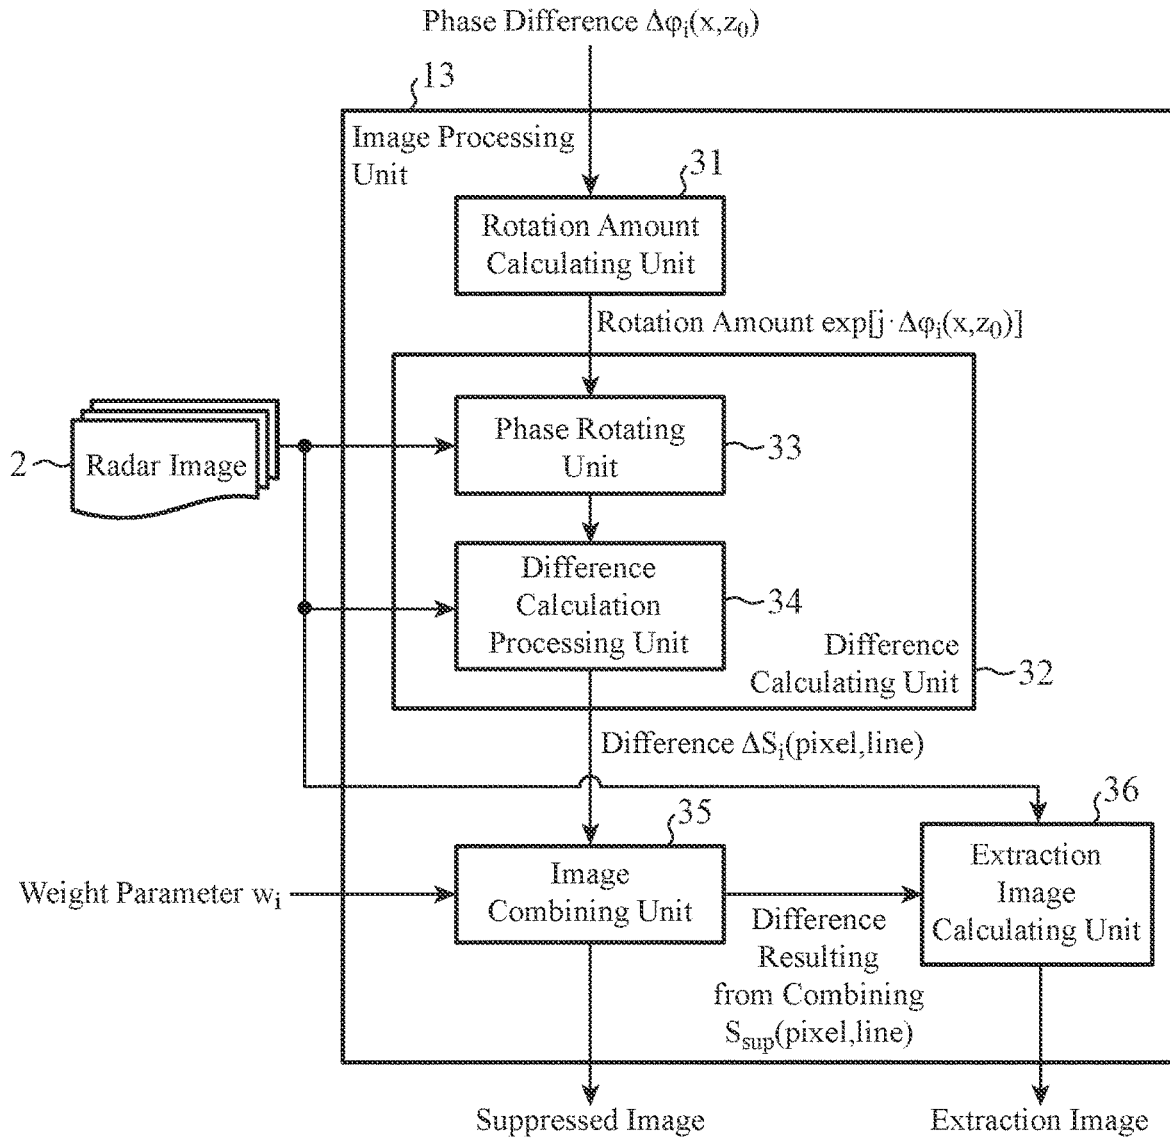 Phase Difference Δφi(x,z0)
13
Image Processing
Unit
31
Rotation Amount
Calculating Unit
Rotation Amount exp[j·Δφi(x,z0)]
2
Radar Image
Phase Rotating
Unit
33
Difference
Calculation
Processing Unit
34
Difference
Calculating Unit
32
Difference ΔSi(pixel,line)
35
36
Weight Parameter wi
Image
Combining Unit
Extraction
Image
Calculating Unit
Difference
Resulting
from Combining
Ssup(pixel,line)
Suppressed Image
Extraction Image